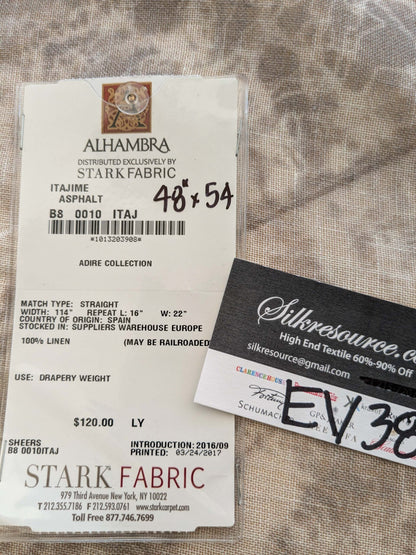 ALHAMBRA
DISTRIBUTED EXCLUSIVELY BY
STARK FABRIC
ITAJIME
ASPHALT
48" x 54
B8 0010 ITAJ
*1013203908*
ADIRE COLLECTION
MATCH TYPE: STRAIGHT
WIDTH: 114" REPEAT L: 16" W: 22"
COUNTRY OF ORIGIN: SPAIN
STOCKED IN: SUPPLIERS WAREHOUSE EUROPE
100% LINEN (MAY BE RAILROADED
USE: DRAPERY WEIGHT
$120.00 LY
SHEERS INTRODUCTION: 2016/09
B8 0010ITAJ PRINTED: 03/24/2017
STARK FABRIC
979 Third Avenue New York, NY 10022
T 212.355.7186 F 212.593.0761 www.starkcarpet.com
Toll Free 877.746.7699
Silkresource.co
High End Textile 60%-90% Off
silkresource@gmail.com
CLARENCE HOUS
SCHUMAC
EV38